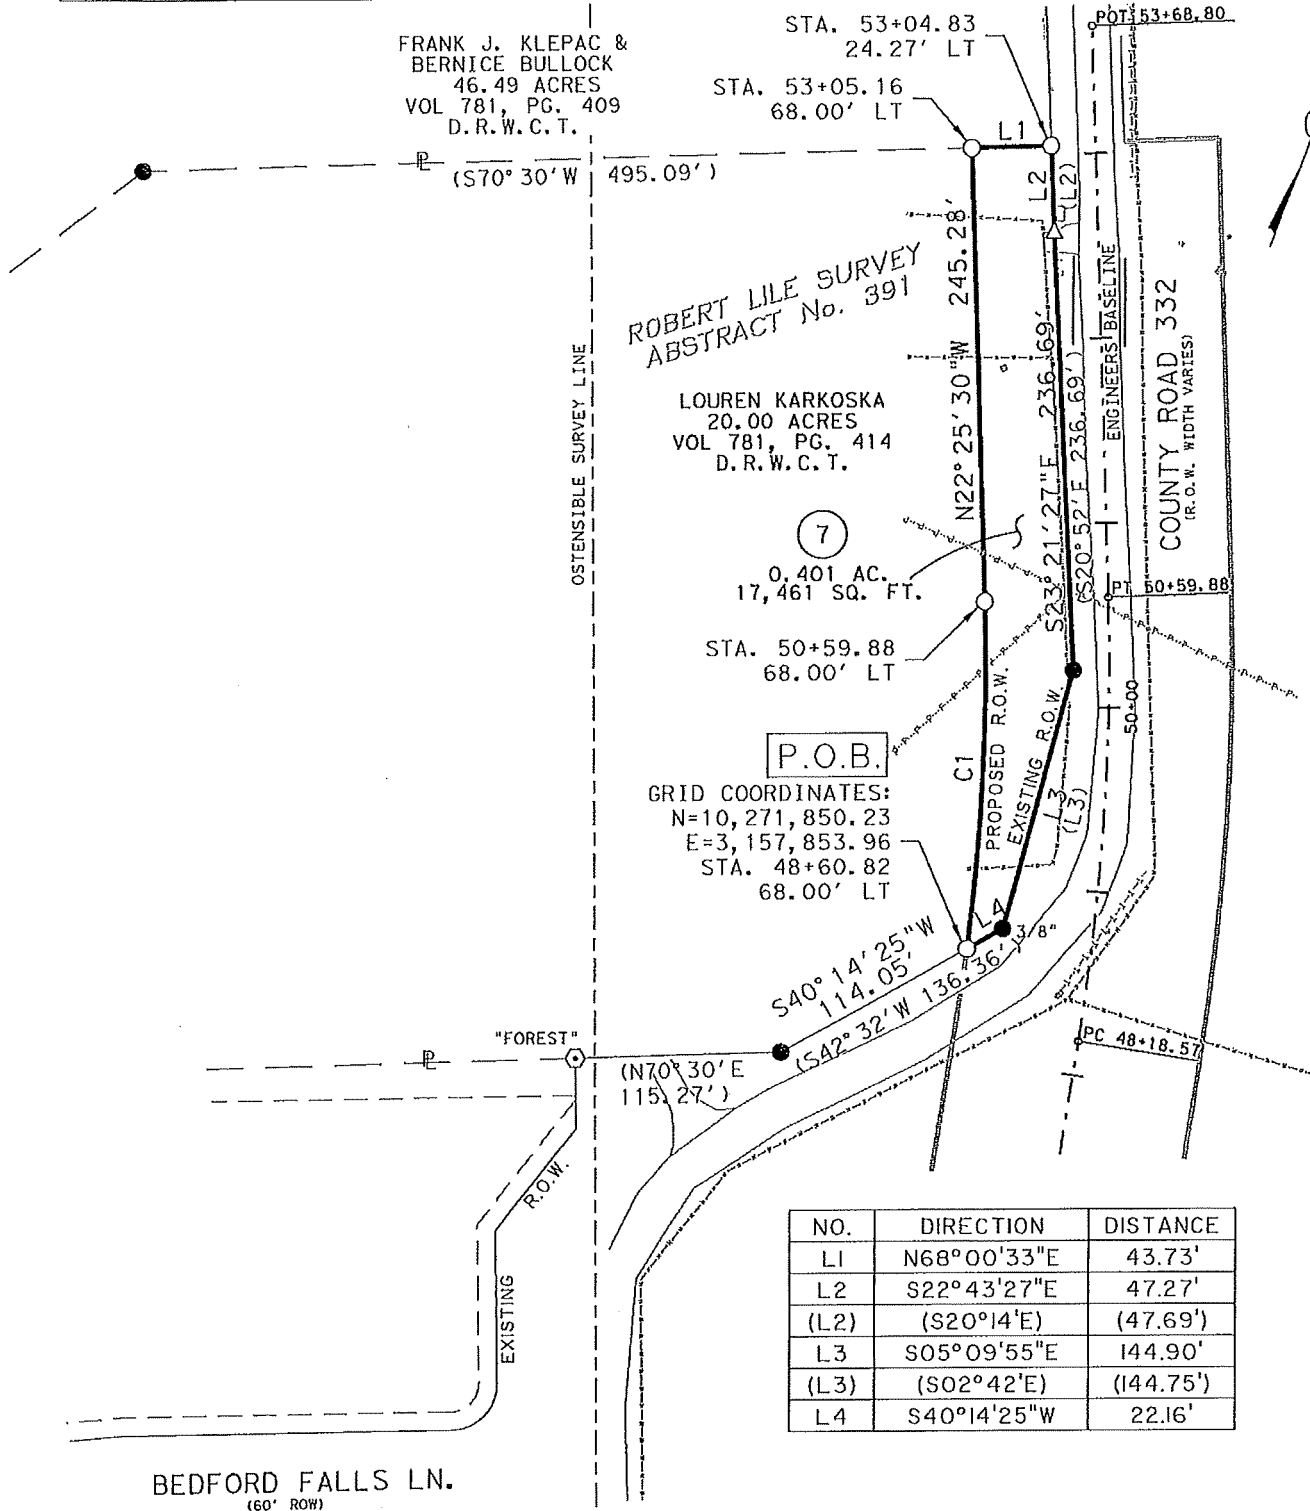 FRANK J. KLEPAC &
BERNICE BULLOCK
46.49 ACRES
VOL 781, PG. 409
D.R.W.C.T.
STA. 53+04.83
24.27' LT
STA. 53+05.16
68.00' LT
POT 53+68.80
L1
(S70°30'W 495.09')
L2
(L2)
ROBERT LILE SURVEY
ABSTRACT No. 391
N22°25'30"W 245.28'
S23°21'27"E 236.69'
(S20°52'E 236.69')
ENGINEERS BASELINE
COUNTY ROAD 332
(R.O.W. WIDTH VARIES)
OSTENSIBLE SURVEY LINE
LOUREN KARKOSKA
20.00 ACRES
VOL 781, PG. 414
D.R.W.C.T.
7
0.401 AC.
17,461 SQ. FT.
PT 50+59.88
STA. 50+59.88
68.00' LT
50+00
P.O.B.
GRID COORDINATES:
N=10,271,850.23
E=3,157,853.96
STA. 48+60.82
68.00' LT
C1
PROPOSED R.O.W.
EXISTING R.O.W.
L3
(L3)
L4
3/8"
S40°14'25"W
114.05'
(S42°32'W 136.36')
PC 48+18.57
"FOREST"
(N70°30'E
115.27')
R.O.W.
EXISTING
BEDFORD FALLS LN.
(60' ROW)
NO. DIRECTION DISTANCE
L1 N68°00'33"E 43.73'
L2 S22°43'27"E 47.27'
(L2) (S20°14'E) (47.69')
L3 S05°09'55"E 144.90'
(L3) (S02°42'E) (144.75')
L4 S40°14'25"W 22.16'